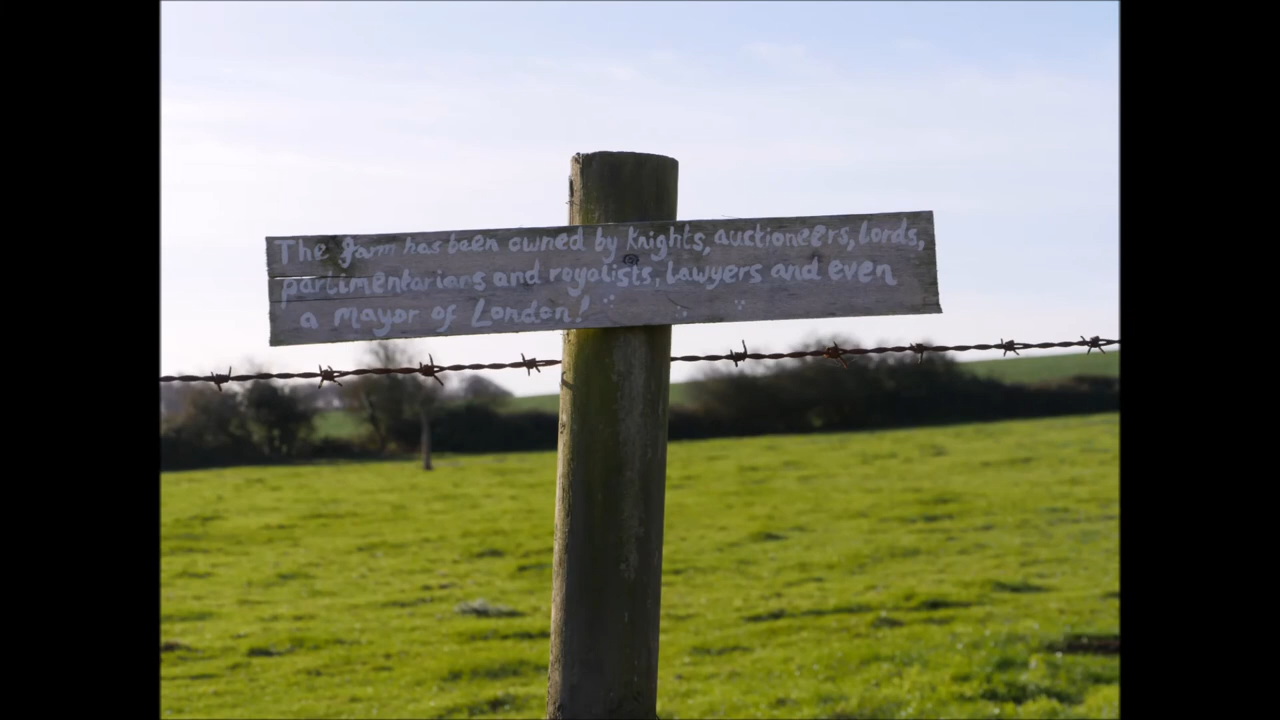 The farm has been owned by knights, auctioneers, Lords,
parlimentarians and royalists, Lawyers and even
a mayor of London!